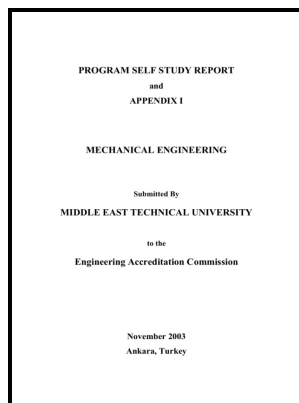 PROGRAM SELF STUDY REPORT
and
APPENDIX I
MECHANICAL ENGINEERING
Submitted By
MIDDLE EAST TECHNICAL UNIVERSITY
to the
Engineering Accreditation Commission
November 2003
Ankara, Turkey